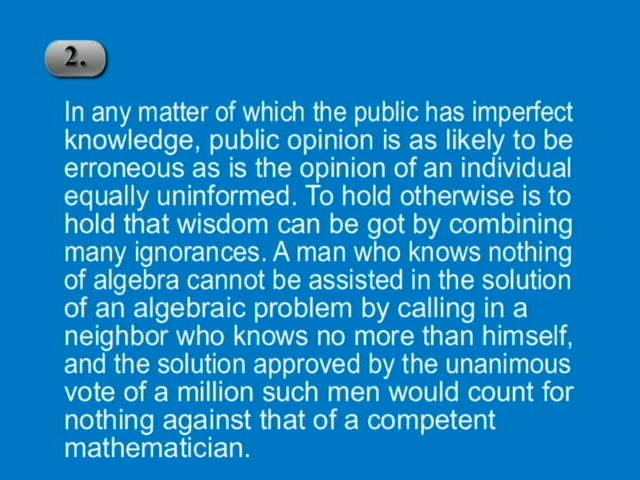 2.
In any matter of which the public has imperfect
knowledge, public opinion is as likely to be
erroneous as is the opinion of an individual
equally uninformed. To hold otherwise is to
hold that wisdom can be got by combining
many ignorances. A man who knows nothing
of algebra cannot be assisted in the solution
of an algebraic problem by calling in a
neighbor who knows no more than himself,
and the solution approved by the unanimous
vote of a million such men would count for
nothing against that of a competent
mathematician.